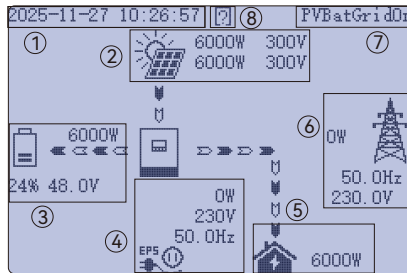 2025-11-27 10:26:57 [?] ⑧ PVBatGridOn
① ② 6000W 300V ⑦
6000W 300V
6000W
⑥ 0W
24% 48.0V
50.0Hz
230.0V
③
④ 0W
230V
50.0Hz
EPS
⑤
6000W